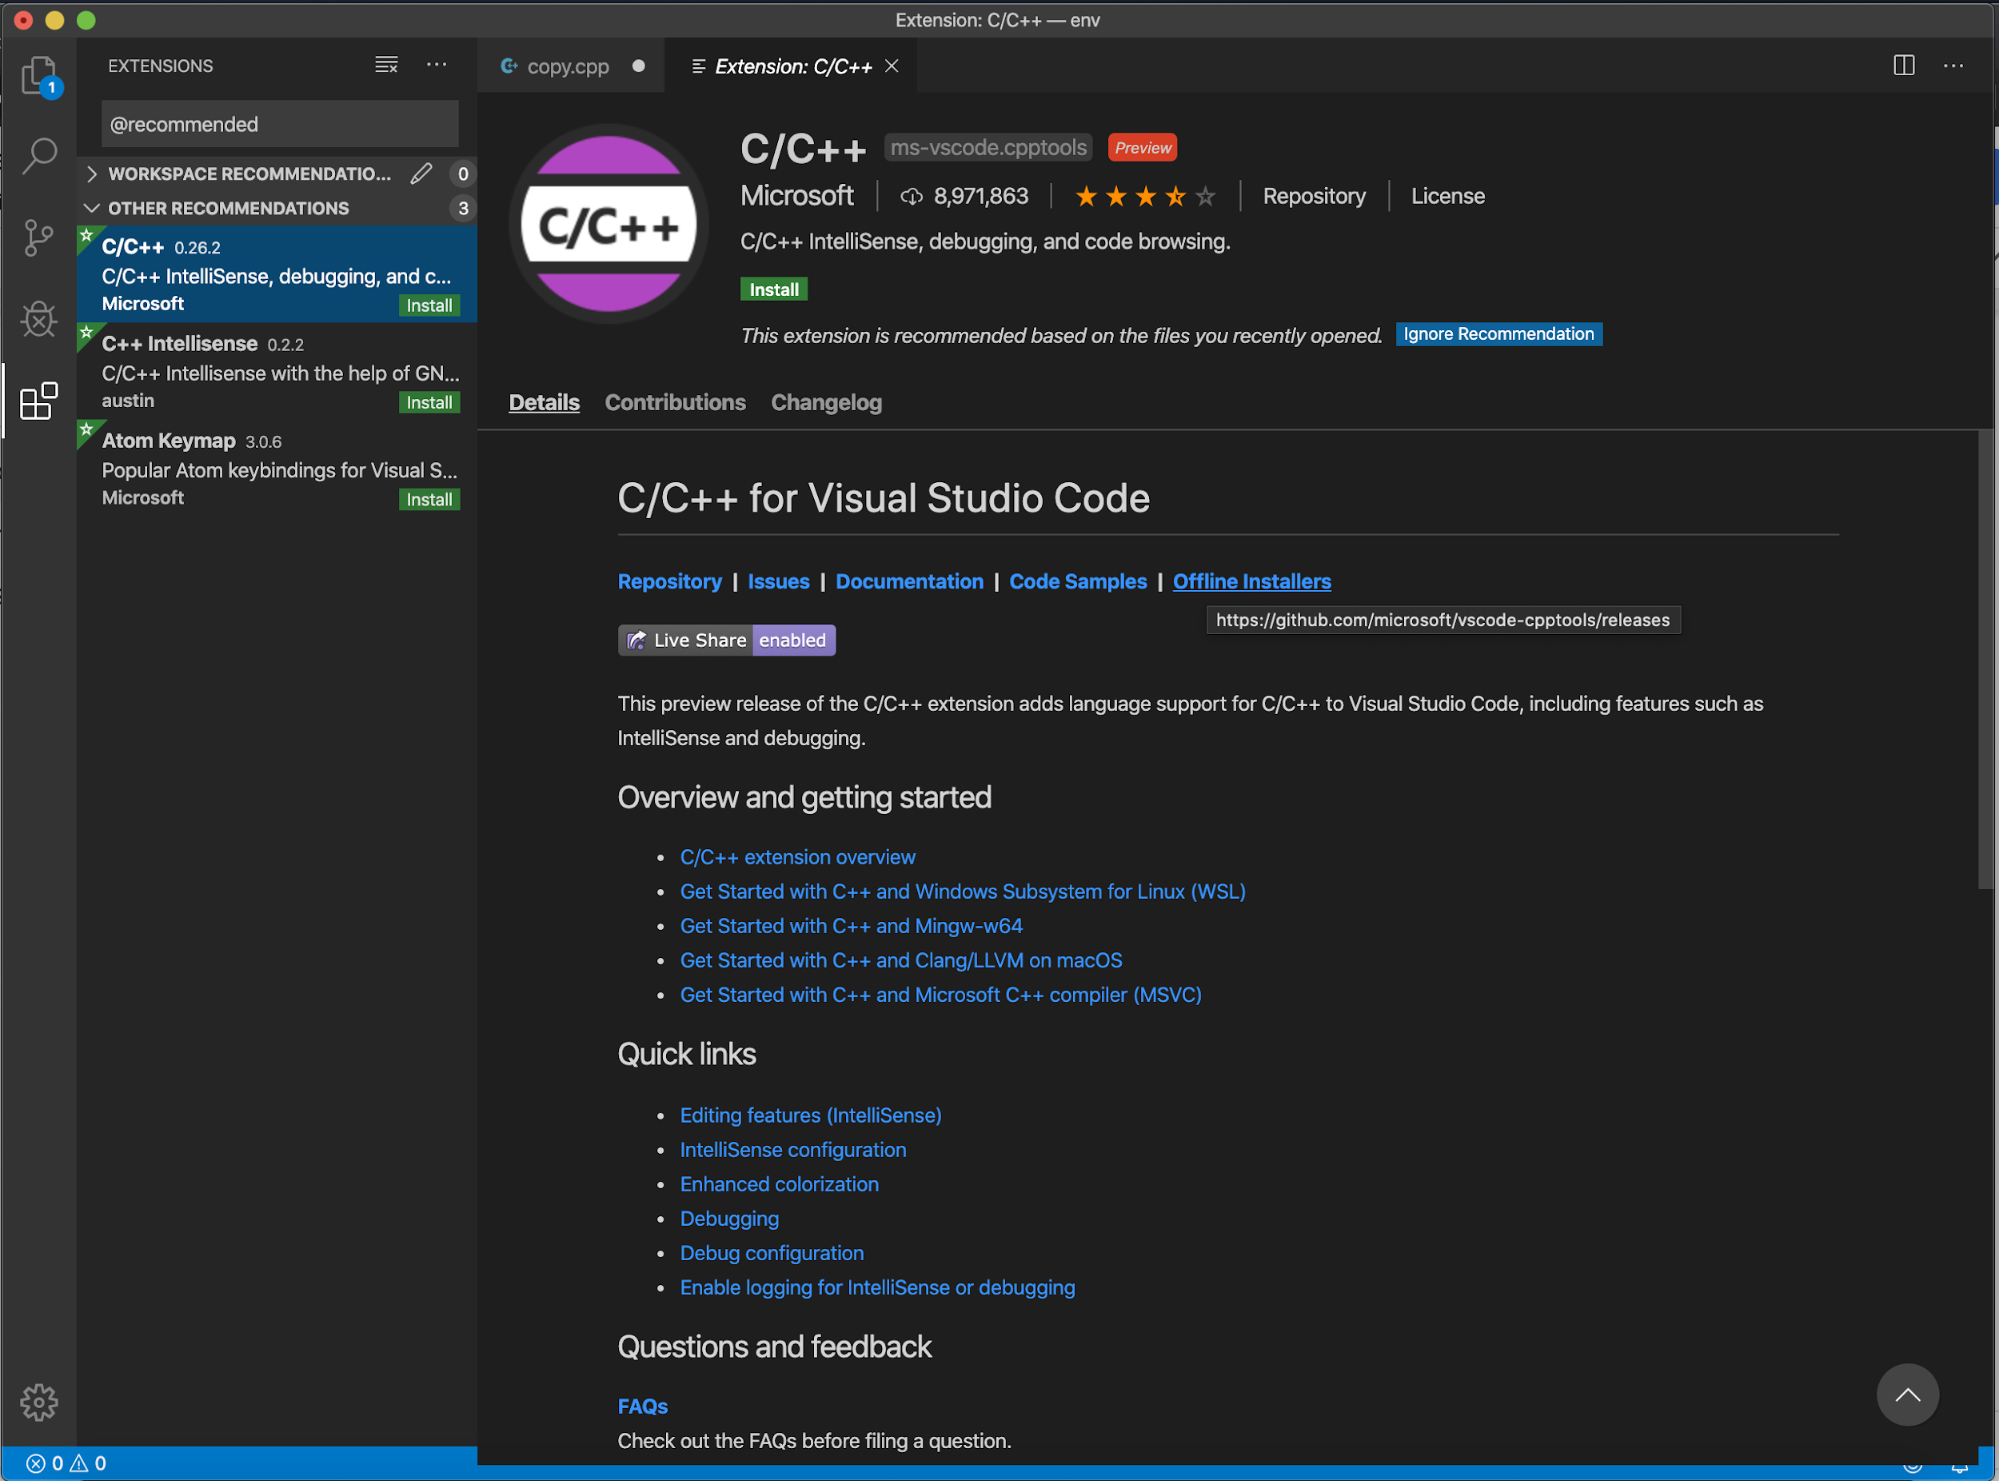 Extension: C/C++ — env
EXTENSIONS
copy.cpp
Extension: C/C++
1
@recommended
WORKSPACE RECOMMENDATIO... 0
OTHER RECOMMENDATIONS 3
C/C++ 0.26.2
C/C++ IntelliSense, debugging, and c...
Microsoft Install
C++ Intellisense 0.2.2
C/C++ Intellisense with the help of GN...
austin Install
Atom Keymap 3.0.6
Popular Atom keybindings for Visual S...
Microsoft Install
C/C++
C/C++ ms-vscode.cpptools Preview
Microsoft | 8,971,863 | | Repository | License
C/C++ IntelliSense, debugging, and code browsing.
Install
This extension is recommended based on the files you recently opened. Ignore Recommendation
Details Contributions Changelog
C/C++ for Visual Studio Code
Repository | Issues | Documentation | Code Samples | Offline Installers
https://github.com/microsoft/vscode-cpptools/releases
Live Share enabled
This preview release of the C/C++ extension adds language support for C/C++ to Visual Studio Code, including features such as
IntelliSense and debugging.
Overview and getting started
• C/C++ extension overview
• Get Started with C++ and Windows Subsystem for Linux (WSL)
• Get Started with C++ and Mingw-w64
• Get Started with C++ and Clang/LLVM on macOS
• Get Started with C++ and Microsoft C++ compiler (MSVC)
Quick links
• Editing features (IntelliSense)
• IntelliSense configuration
• Enhanced colorization
• Debugging
• Debug configuration
• Enable logging for IntelliSense or debugging
Questions and feedback
FAQs
Check out the FAQs before filing a question.
0 0